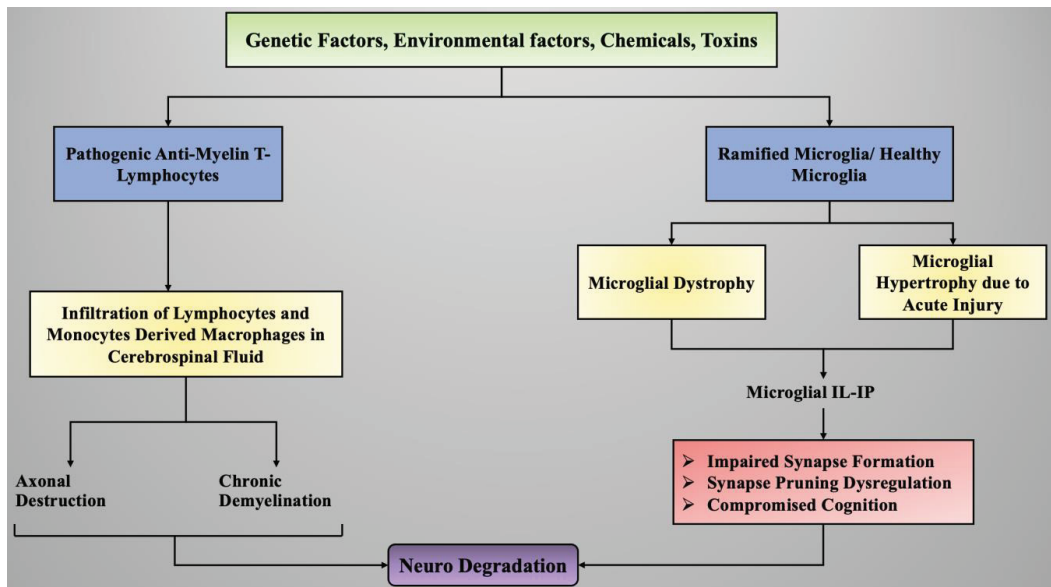 Genetic Factors, Environmental factors, Chemicals, Toxins
Pathogenic Anti-Myelin T-
Lymphocytes
Ramified Microglia/ Healthy
Microglia
Microglial Dystrophy
Microglial
Hypertrophy due to
Acute Injury
Infiltration of Lymphocytes and
Monocytes Derived Macrophages in
Cerebrospinal Fluid
Microglial IL-IP
Axonal
Destruction
Chronic
Demyelination
➢ Impaired Synapse Formation
➢ Synapse Pruning Dysregulation
➢ Compromised Cognition
Neuro Degradation